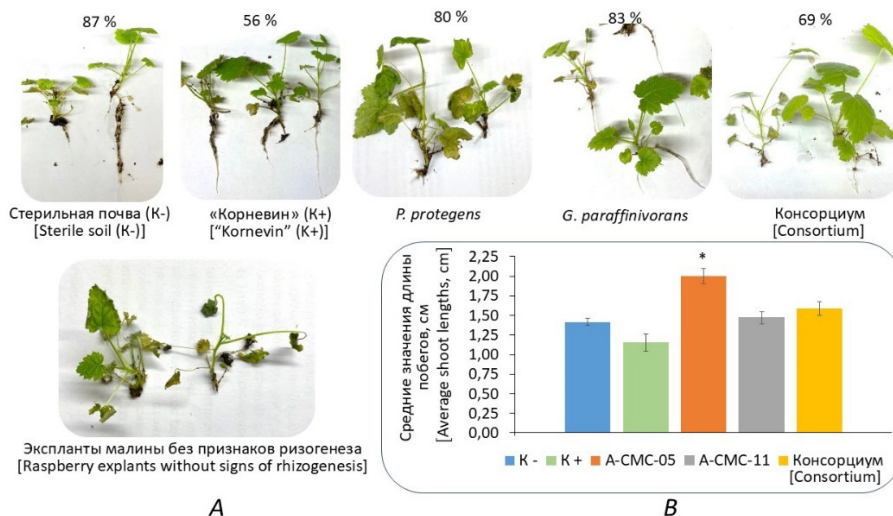 87 %
56 %
80 %
83 %
69 %
Стерильная почва (К-)
[Sterile soil (K-)]
«Корневин» (К+)
["Kornevin" (K+)]
P. protegens
G. paraffinivorans
Консорциум
[Consortium]
Экспланты малины без признаков ризогенеза
[Raspberry explants without signs of rhizogenesis]
A
Средние значения длины
побегов, см
[Average shoot lengths, cm]
2,25
2,00
1,75
1,50
1,25
1,00
0,75
0,50
0,25
0,00
*
К -
К +
А-СМС-05
А-СМС-11
Консорциум
[Consortium]
B